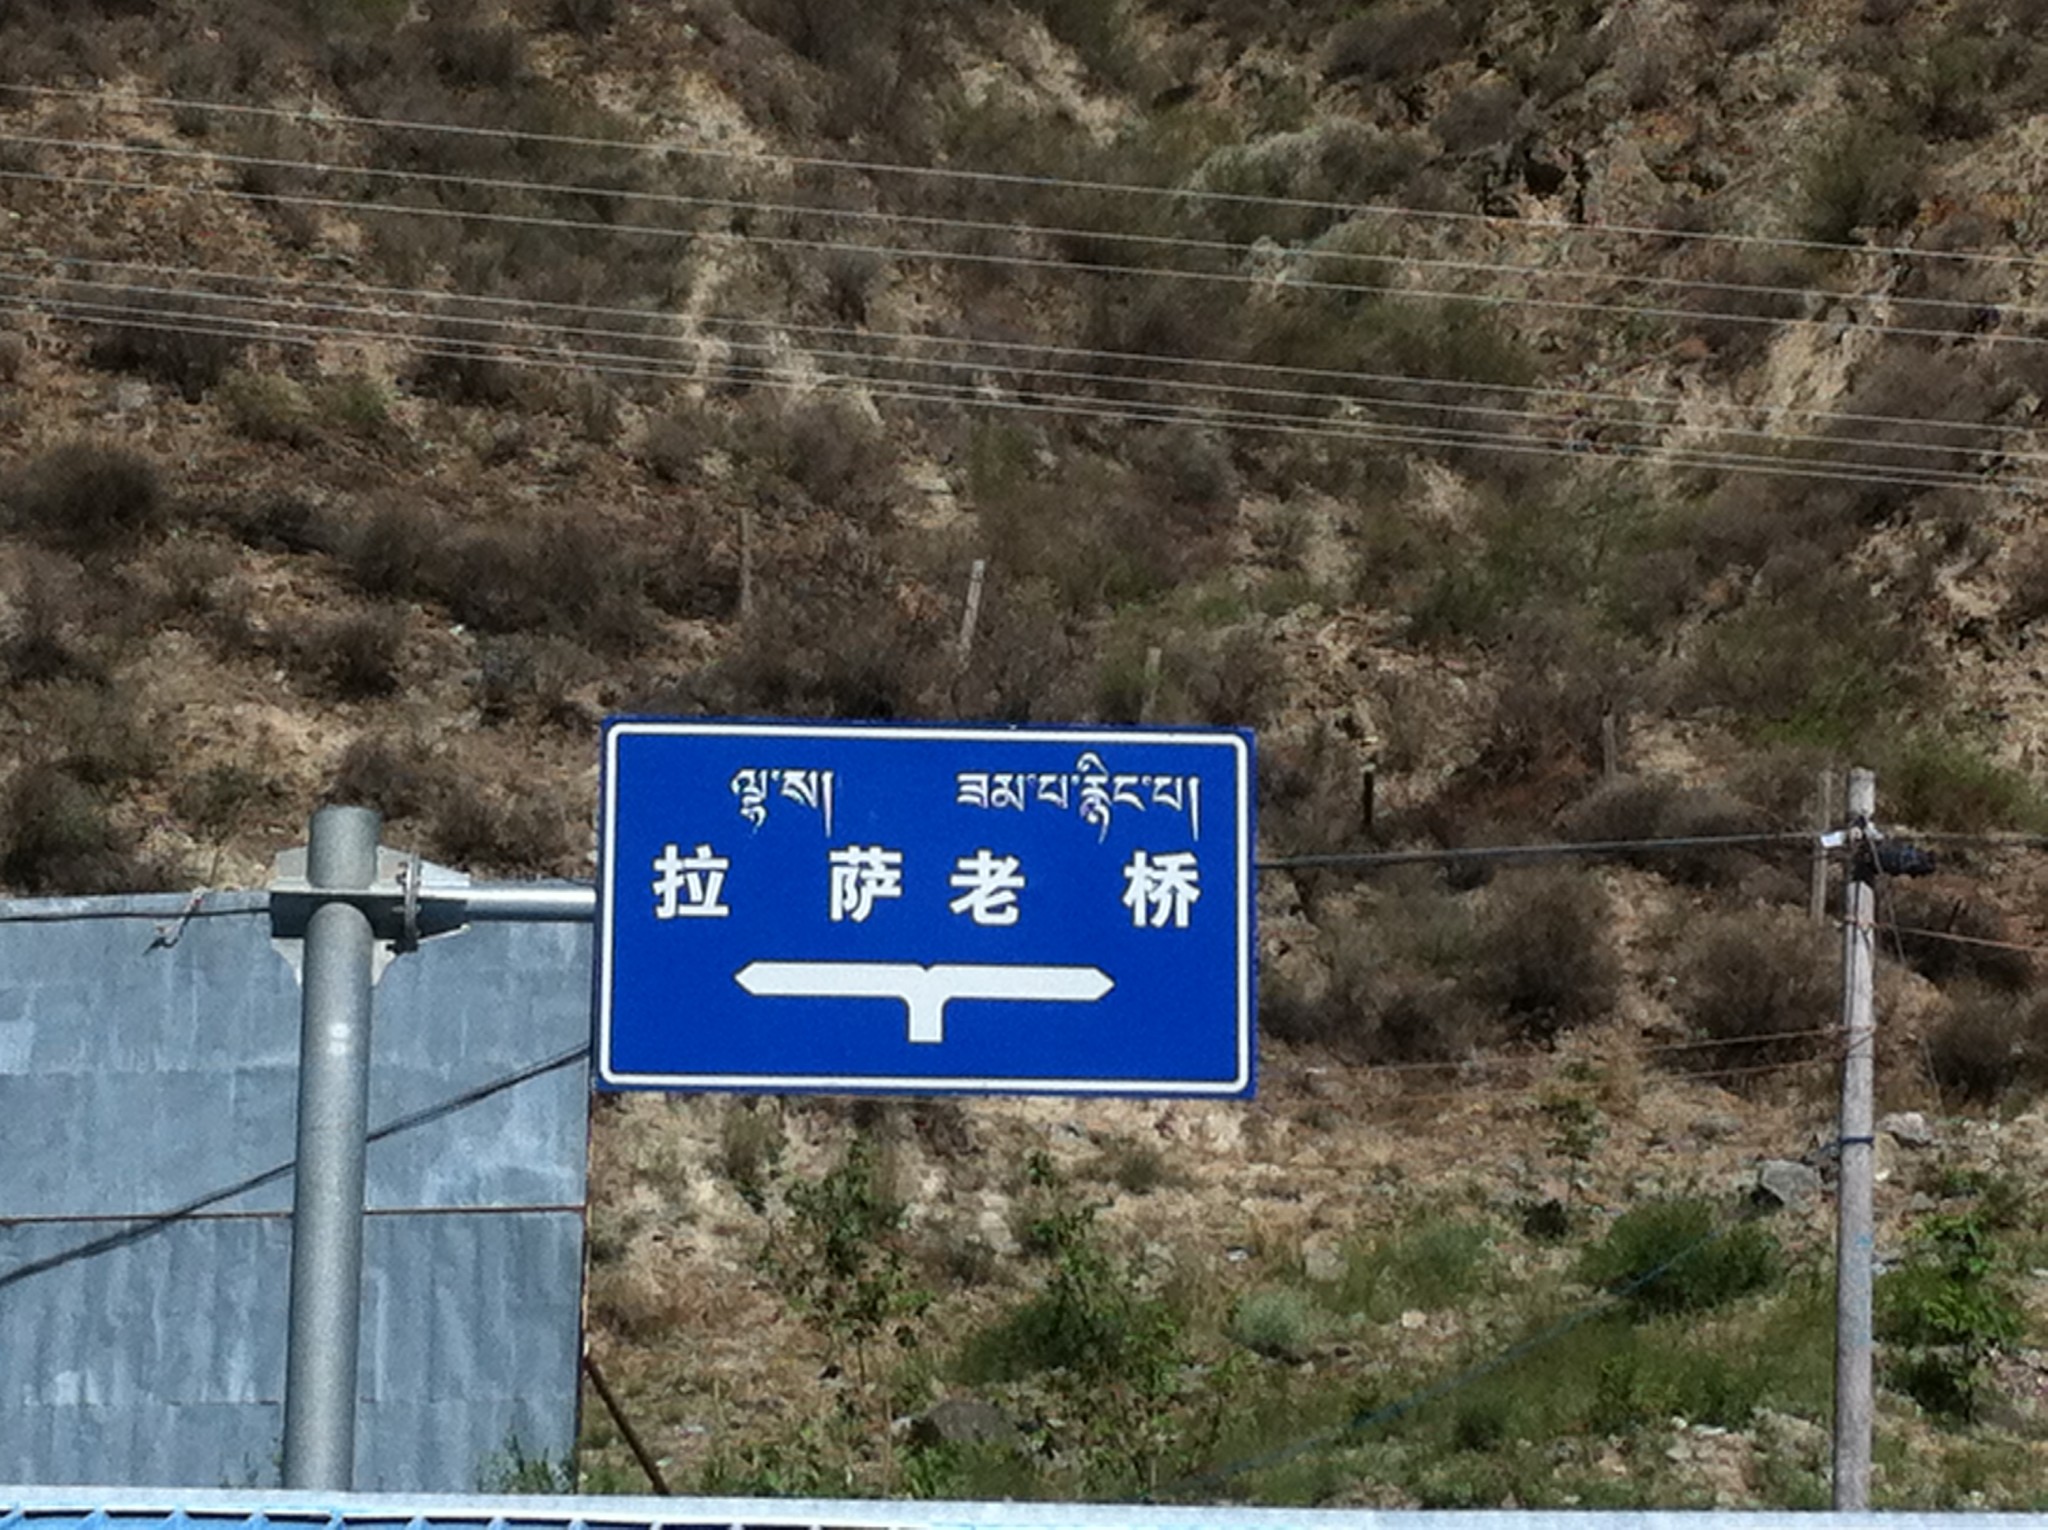 ལྷ་ས། ཟམ་པ་རྙིང་པ།
拉 萨 老 桥